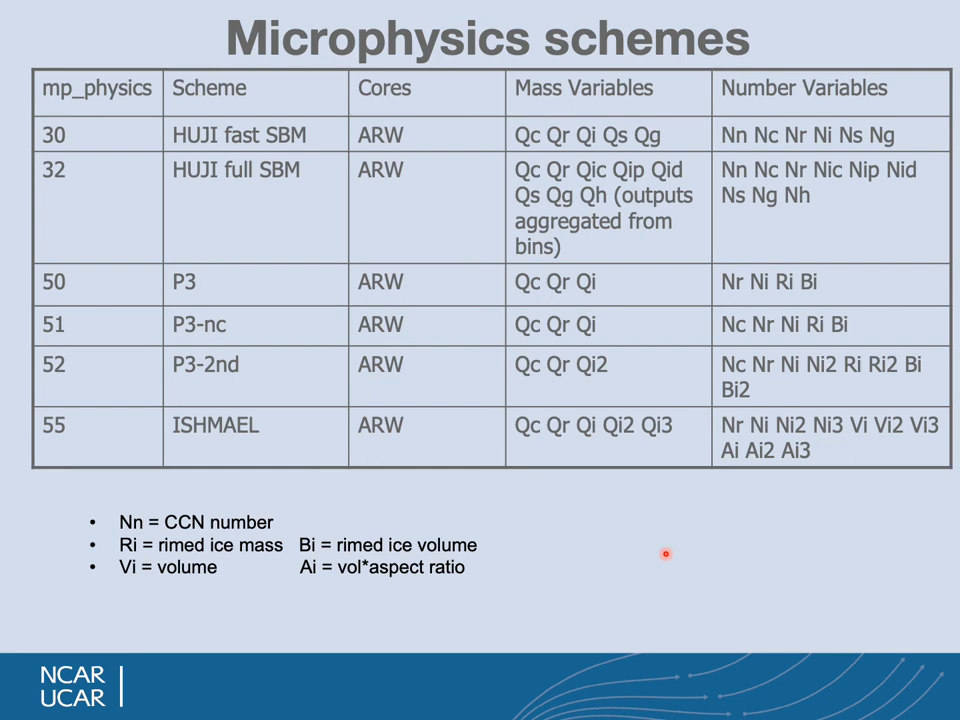 Microphysics schemes
mp_physics Scheme Cores Mass Variables Number Variables
30 HUJI fast SBM ARW Qc Qr Qi Qs Qg Nn Nc Nr Ni Ns Ng
32 HUJI full SBM ARW Qc Qr Qic Qip Qid Nn Nc Nr Nic Nip Nid
Qs Qg Qh (outputs Ns Ng Nh
aggregated from
bins)
50 P3 ARW Qc Qr Qi Nr Ni Ri Bi
51 P3-nc ARW Qc Qr Qi Nc Nr Ni Ri Bi
52 P3-2nd ARW Qc Qr Qi2 Nc Nr Ni Ni2 Ri Ri2 Bi
Bi2
55 ISHMAEL ARW Qc Qr Qi Qi2 Qi3 Nr Ni Ni2 Ni3 Vi Vi2 Vi3
Ai Ai2 Ai3
• Nn = CCN number
• Ri = rimed ice mass Bi = rimed ice volume
• Vi = volume Ai = vol*aspect ratio
NCAR
UCAR